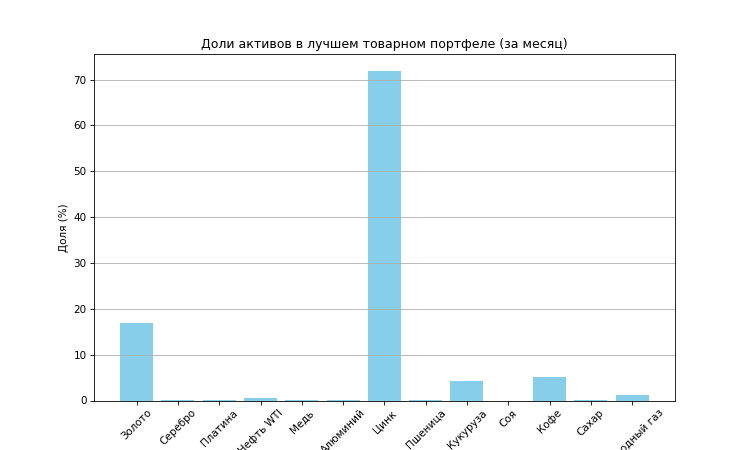 Доли активов в лучшем товарном портфеле (за месяц)
Доля (%)
70
60
50
40
30
20
10
0
Золото
Серебро
Платина
Нефть WTI
Медь
Алюминий
Цинк
Пшеница
Кукуруза
Соя
Кофе
Сахар
газ